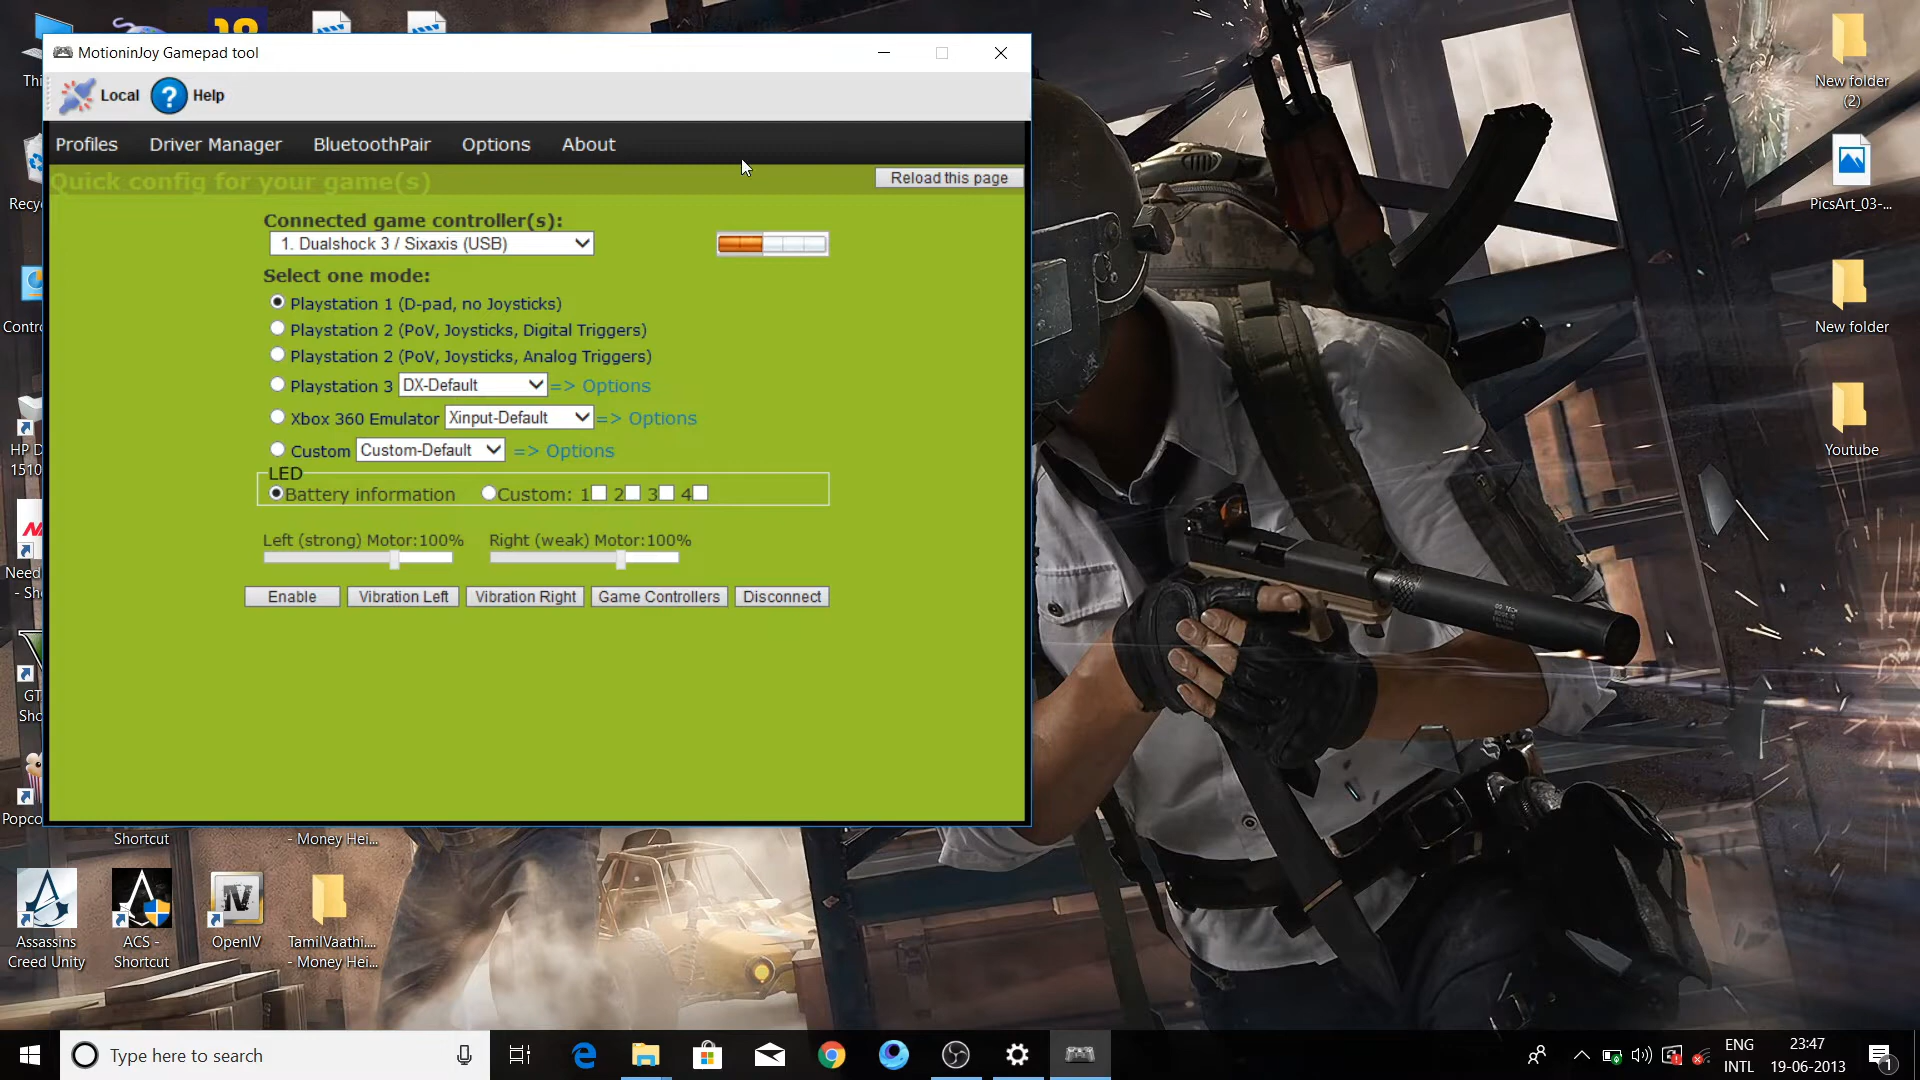 MotioninJoy Gamepad tool
Local
Help
Profiles
Driver Manager
BluetoothPair
Options
About
Quick config for your game(s)
Reload this page
Connected game controller(s):
1. Dualshock 3 / Sixaxis (USB)
Select one mode:
Playstation 1 (D-pad, no Joysticks)
Playstation 2 (PoV, Joysticks, Digital Triggers)
Playstation 2 (PoV, Joysticks, Analog Triggers)
Playstation 3 DX-Default => Options
Xbox 360 Emulator Xinput-Default => Options
Custom Custom-Default => Options
LED
Battery information Custom: 1 2 3 4
Left (strong) Motor:100% Right (weak) Motor:100%
Enable
Vibration Left
Vibration Right
Game Controllers
Disconnect
Thi
Recyc
Contro
HP D
1510
Need
- Sho
GT
Sho
Popco
Shortcut
- Money Hei...
Assassins
Creed Unity
ACS -
Shortcut
OpenIV
TamilVaathi....
- Money Hei...
New folder
(2)
PicsArt_03-...
New folder
Youtube
Type here to search
ENG
INTL
23:47
19-06-2013
1